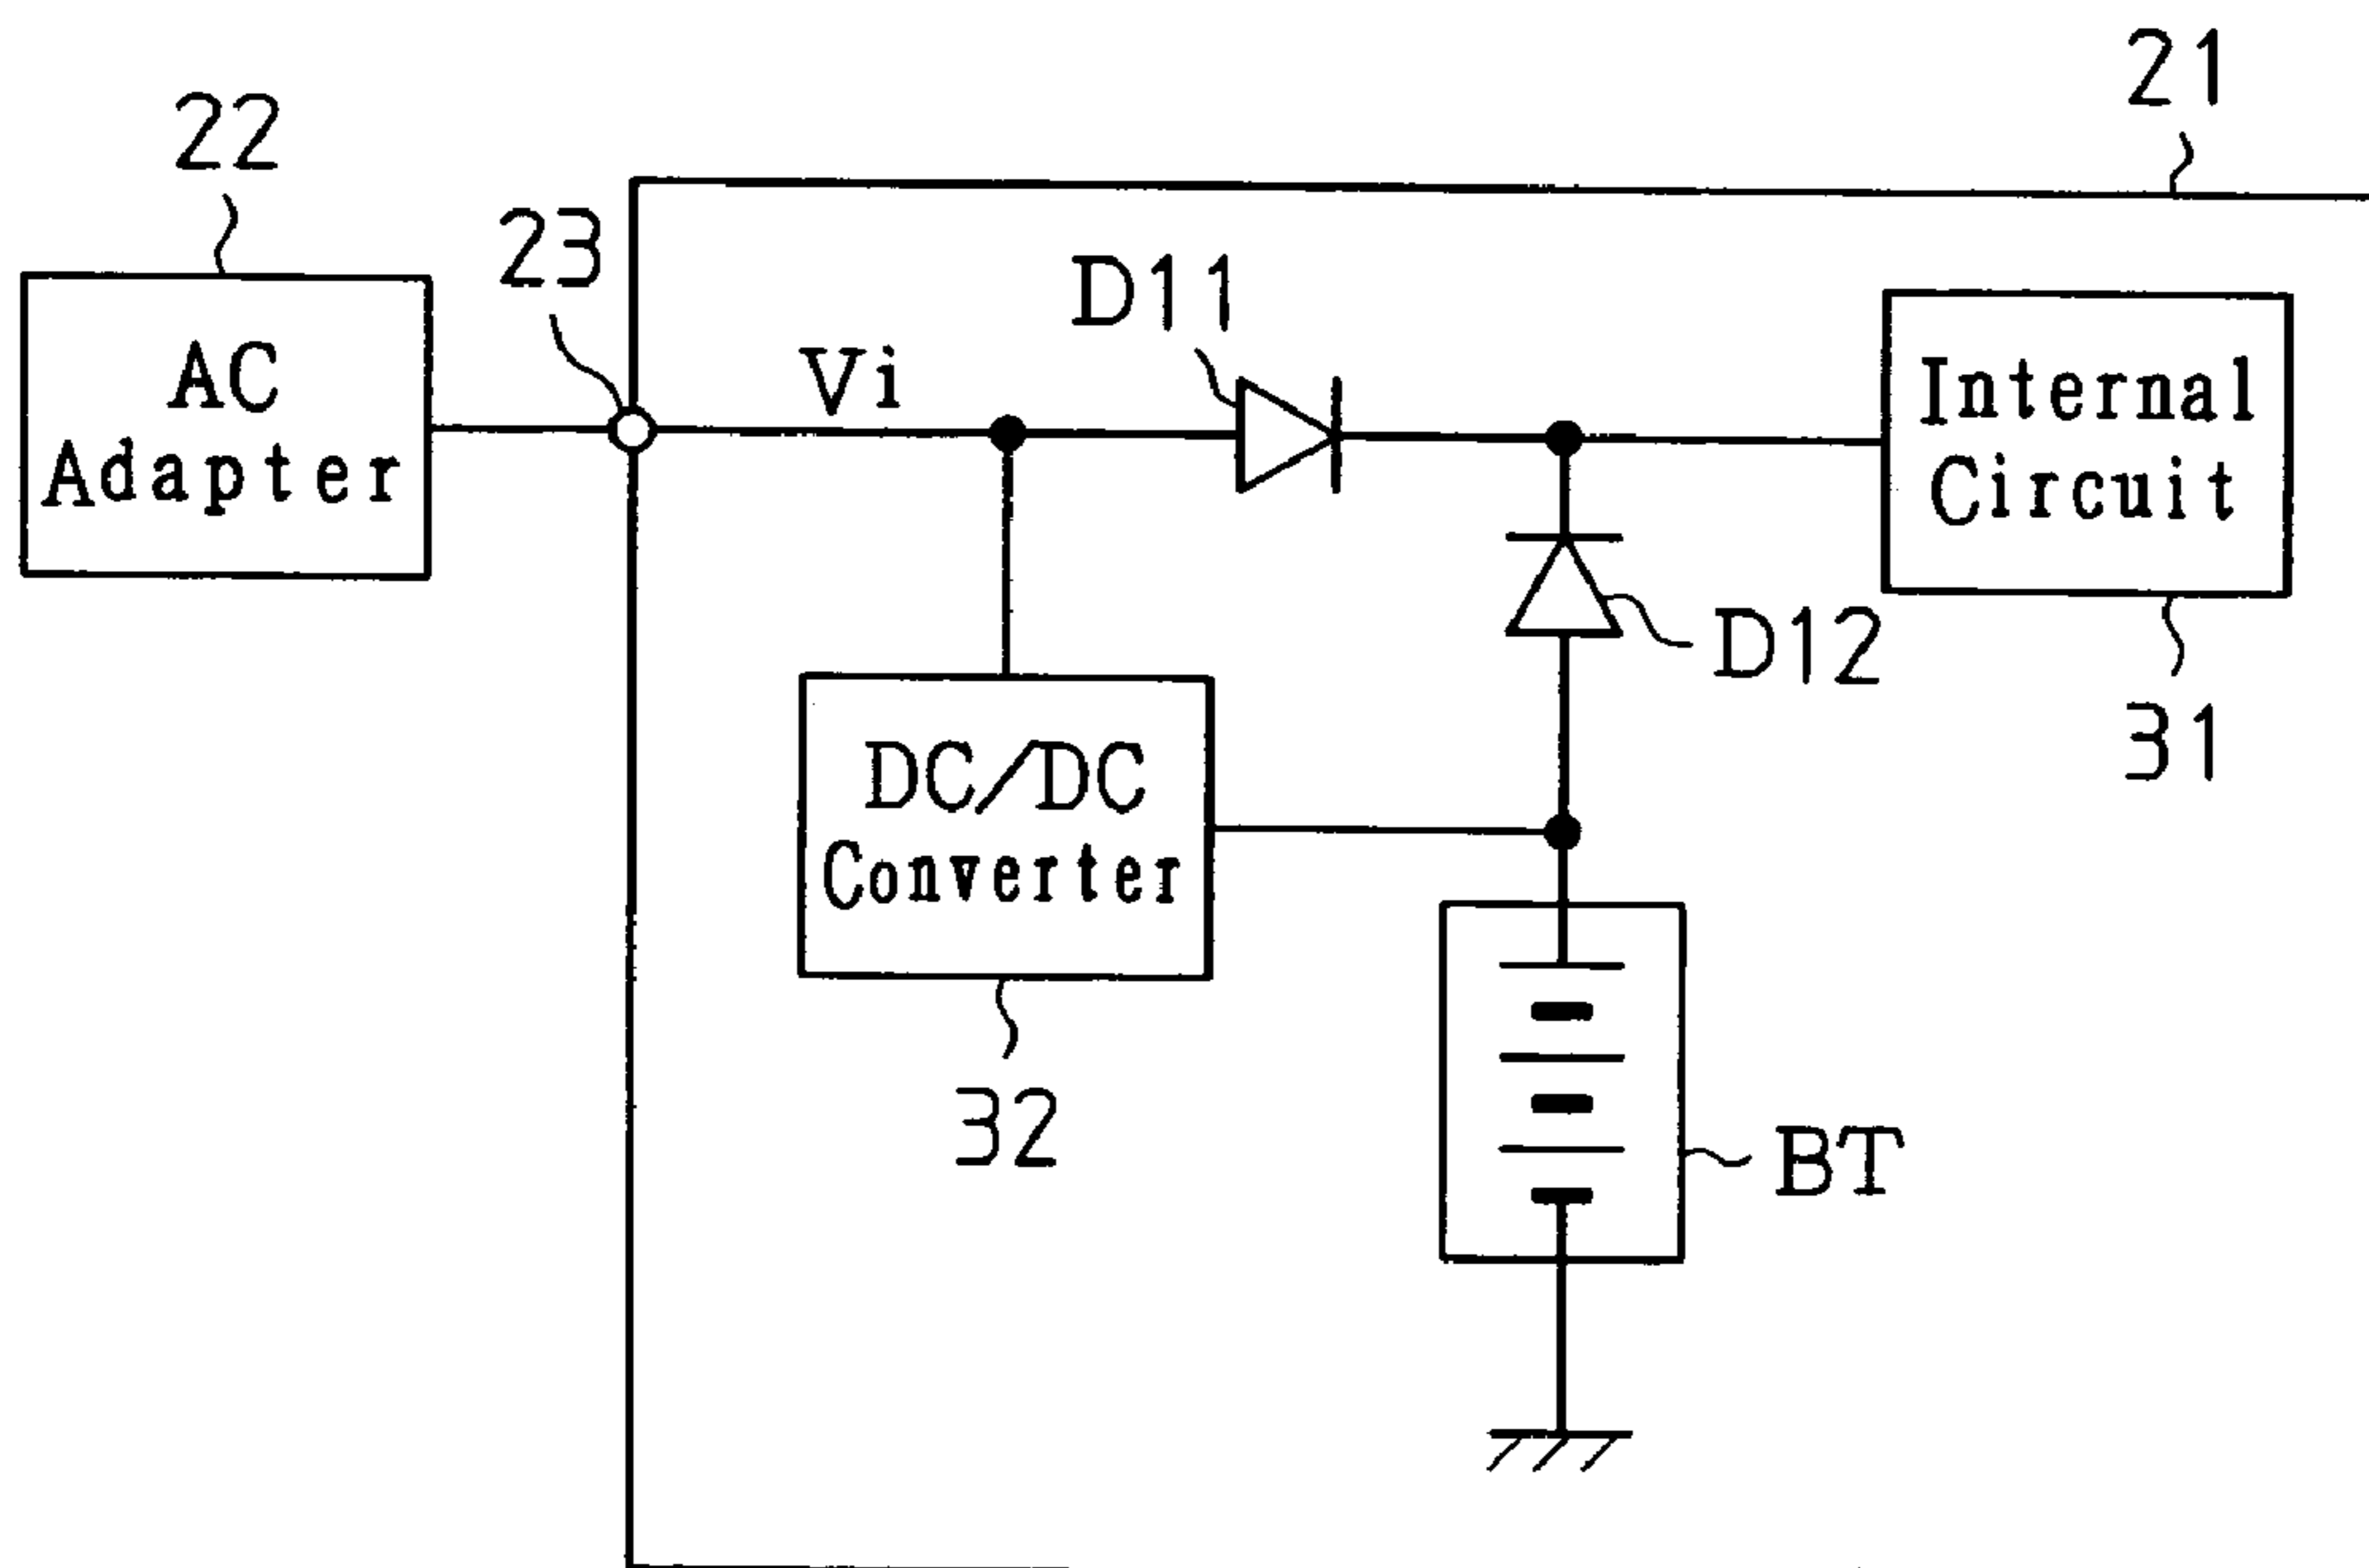 21
22
23
D11
AC
Adapter
Vi
Internal
Circuit
D12
31
DC/DC
Converter
32
BT